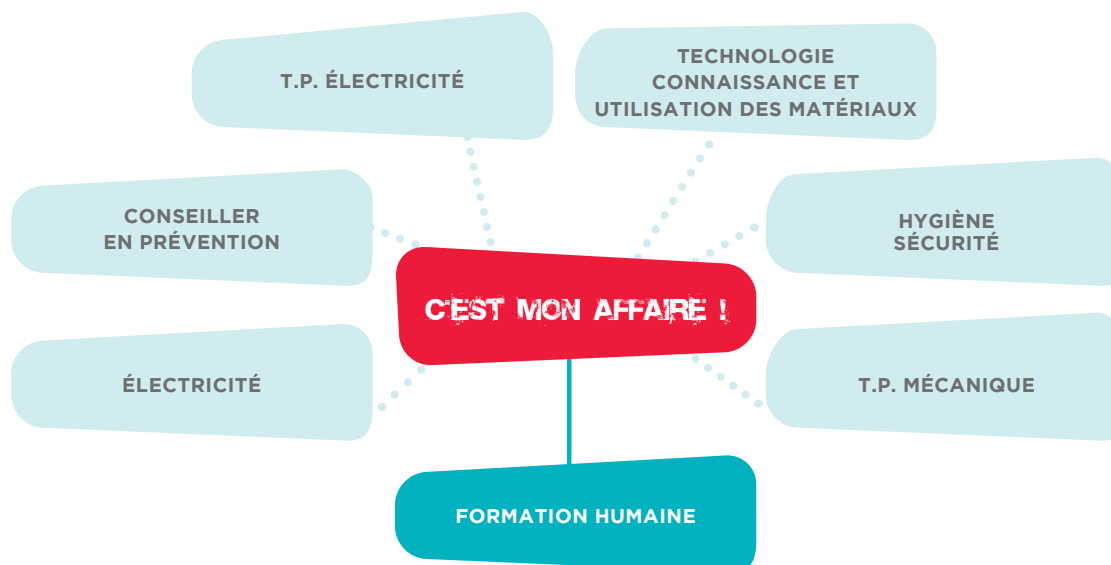 T.P. ÉLECTRICITÉ
TECHNOLOGIE
CONNAISSANCE ET
UTILISATION DES MATÉRIAUX
CONSEILLER
EN PRÉVENTION
HYGIÈNE
SÉCURITÉ
C'EST MON AFFAIRE !
ÉLECTRICITÉ
T.P. MÉCANIQUE
FORMATION HUMAINE